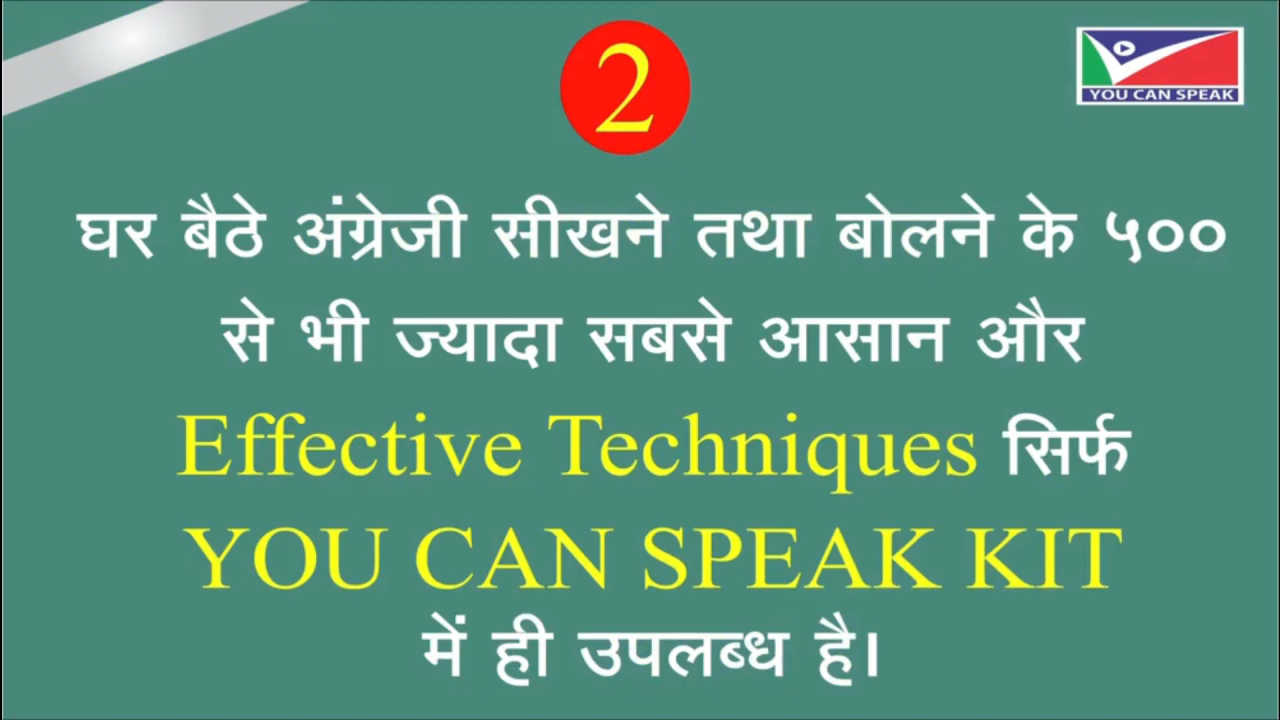 2
YOU CAN SPEAK
घर बैठे अंग्रेजी सीखने तथा बोलने के ५००
से भी ज्यादा सबसे आसान और
Effective Techniques सिर्फ
YOU CAN SPEAK KIT
में ही उपलब्ध है।